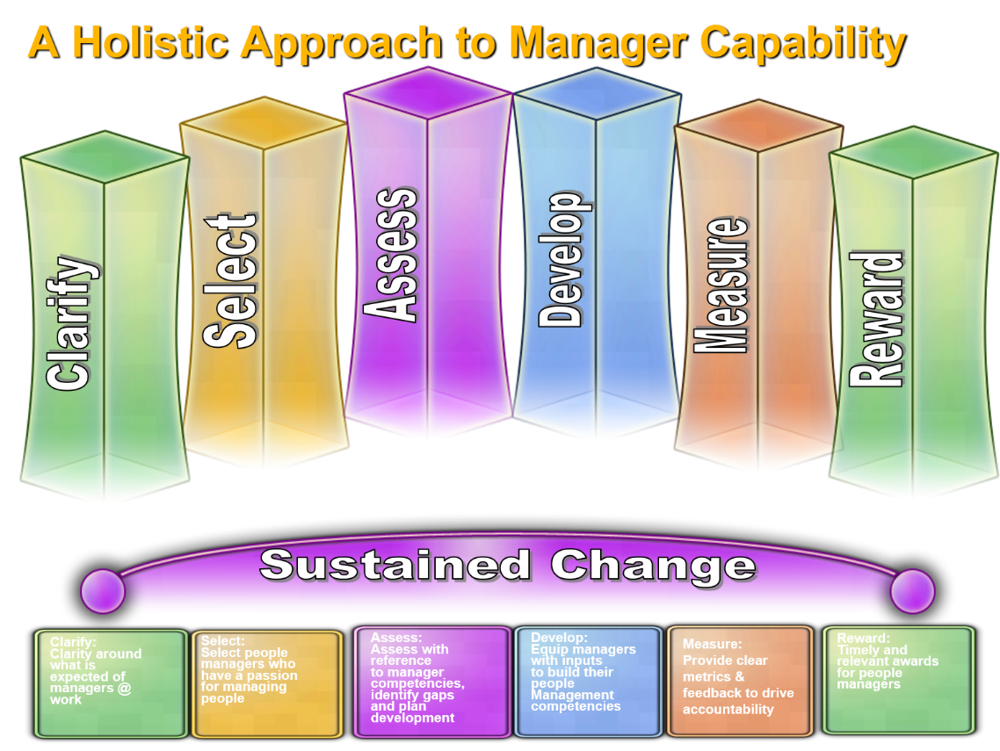 A Holistic Approach to Manager Capability
Clarify
Select
Assess
Develop
Measure
Reward
Sustained Change
Clarify:
Clarity around
what is
expected of
managers @
work
Select:
Select people
managers who
have a passion
for managing
people
Assess:
Assess with
reference
to manager
competencies,
identify gaps
and plan
development
Develop:
Equip managers
with inputs
to build their
people
Management
competencies
Measure:
Provide clear
metrics &
feedback to drive
accountability
Reward:
Timely and
relevant awards
for people
managers